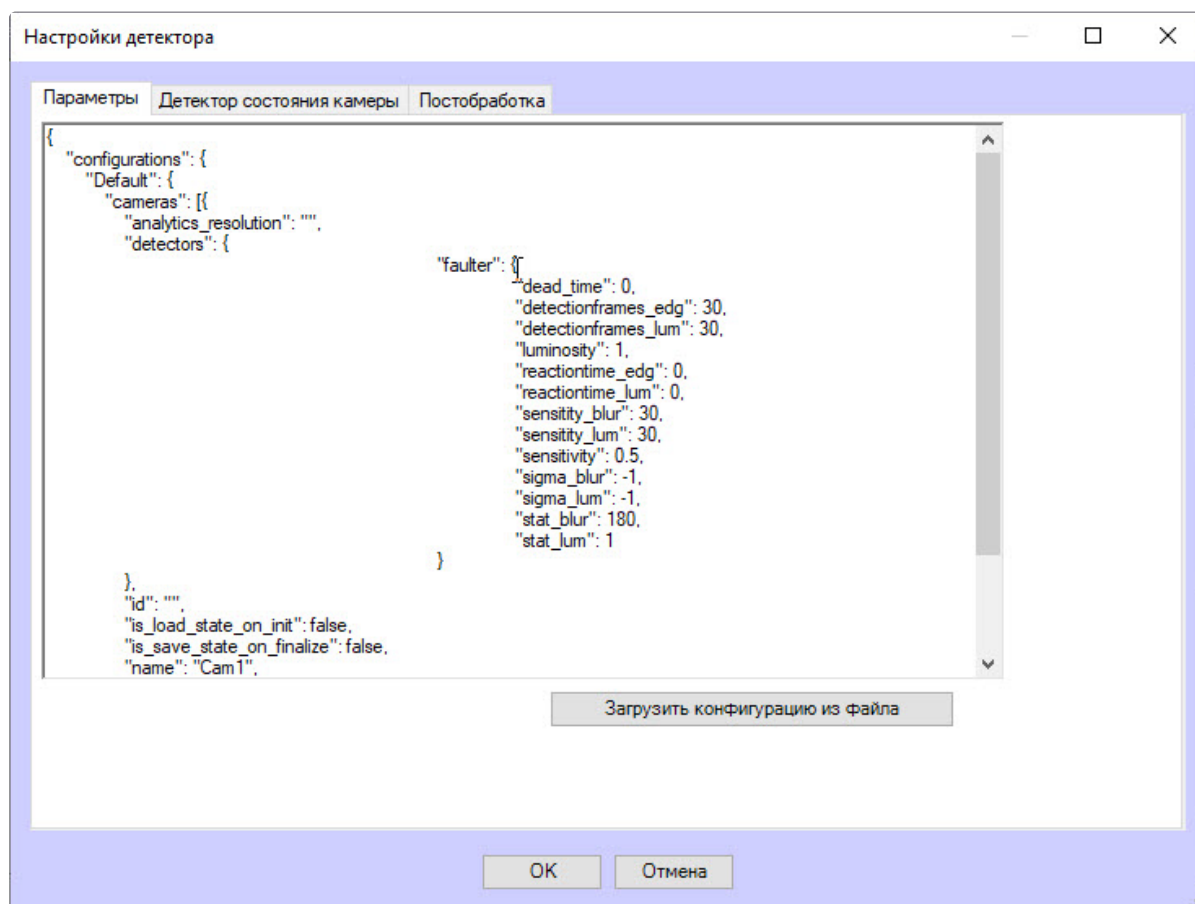 Настройки детектора
Параметры Детектор состояния камеры Постобработка
{
"configurations": {
"Default": {
"cameras": [{
"analytics_resolution": "",
"detectors": {
"faulter": {
"dead_time": 0,
"detectionframes_edg": 30,
"detectionframes_lum": 30,
"luminosity": 1,
"reactiontime_edg": 0,
"reactiontime_lum": 0,
"sensitity_blur": 30,
"sensitity_lum": 30,
"sensitivity": 0.5,
"sigma_blur": -1,
"sigma_lum": -1,
"stat_blur": 180,
"stat_lum": 1
}
},
"id": "",
"is_load_state_on_init": false,
"is_save_state_on_finalize": false,
"name": "Cam1",
Загрузить конфигурацию из файла
OK Отмена